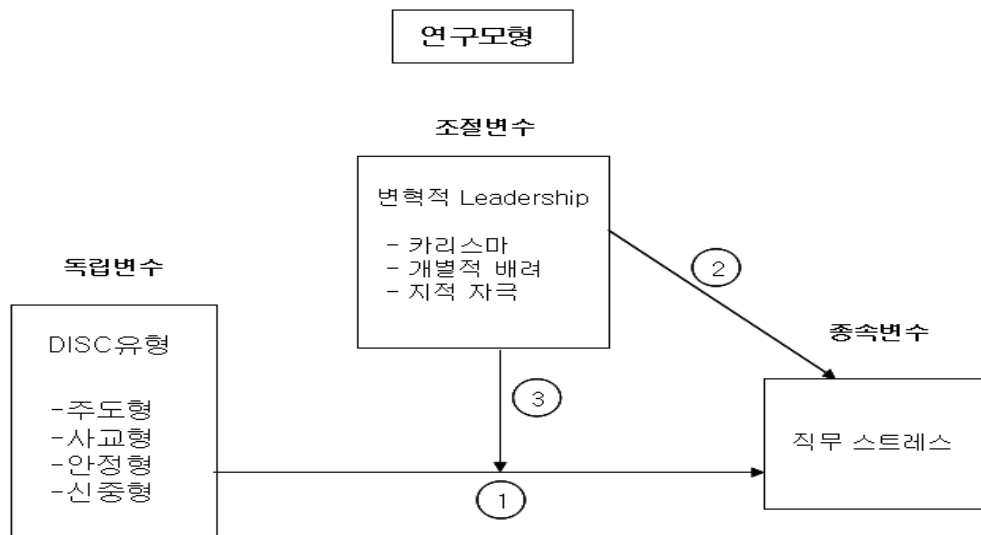 연구모형
조절변수
변혁적 Leadership
- 카리스마
- 개별적 배려
- 지적 자극
②
독립변수
DISC유형
-주도형
-사교형
-안정형
-신중형
③
①
종속변수
직무 스트레스